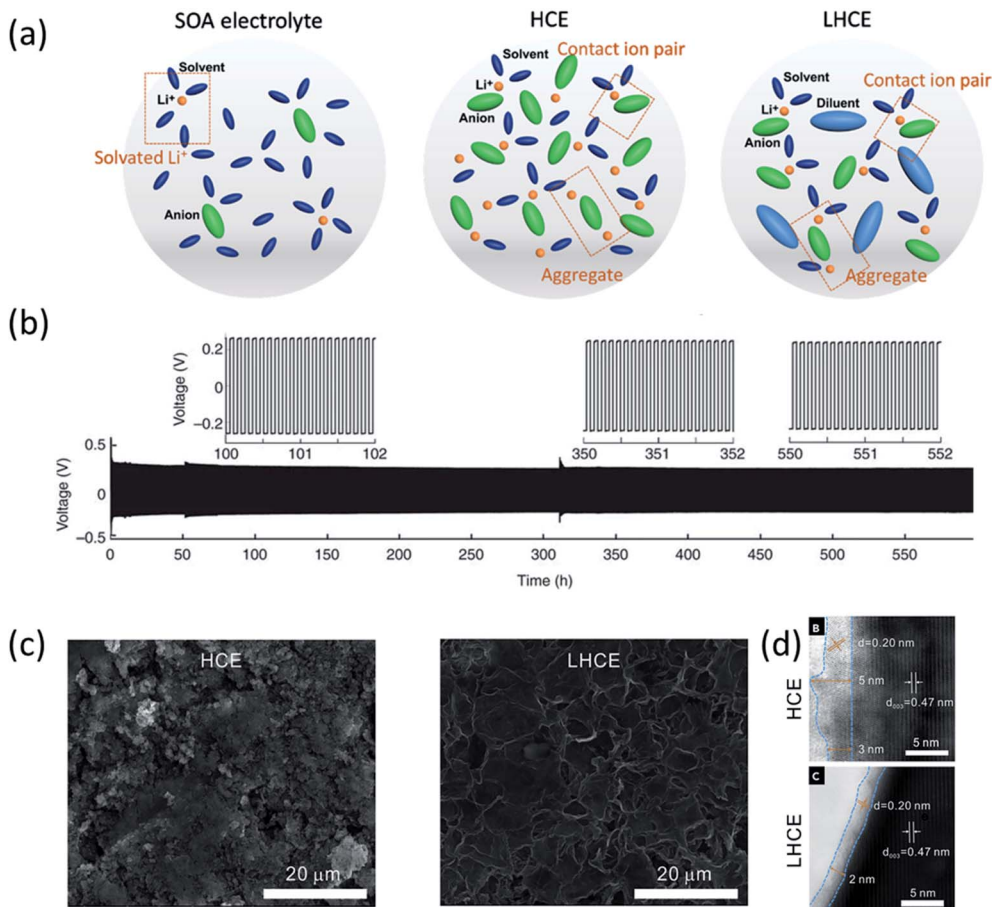 (a)
SOA electrolyte
HCE
LHCE
Solvent
Li⁺
Solvated Li⁺
Anion
Solvent
Li⁺
Anion
Contact ion pair
Aggregate
Solvent
Li⁺
Diluent
Anion
Contact ion pair
Aggregate
(b)
Voltage (V)
0.2
0
−0.2
100
101
102
350
351
352
550
551
552
Voltage (V)
0.5
0
−0.5
0
50
100
150
200
250
300
350
400
450
500
550
Time (h)
(c)
HCE
20 μm
LHCE
20 μm
(d)
HCE
B
d=0.20 nm
5 nm
d₀₀₃=0.47 nm
3 nm
5 nm
LHCE
C
d=0.20 nm
d₀₀₃=0.47 nm
2 nm
5 nm